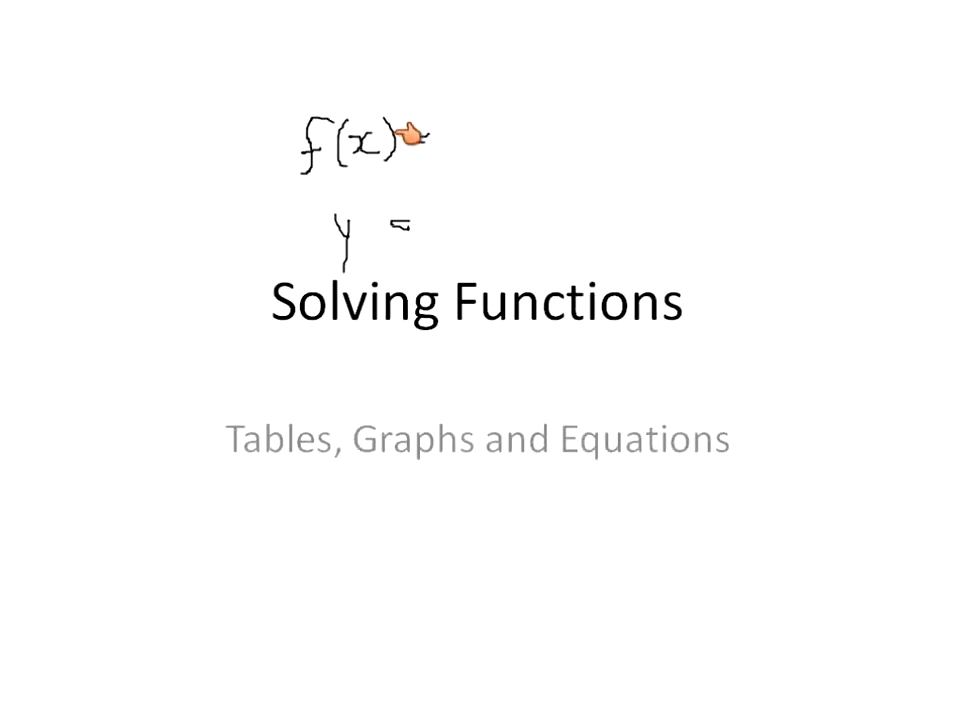 f(x) =
y =
Solving Functions
Tables, Graphs and Equations